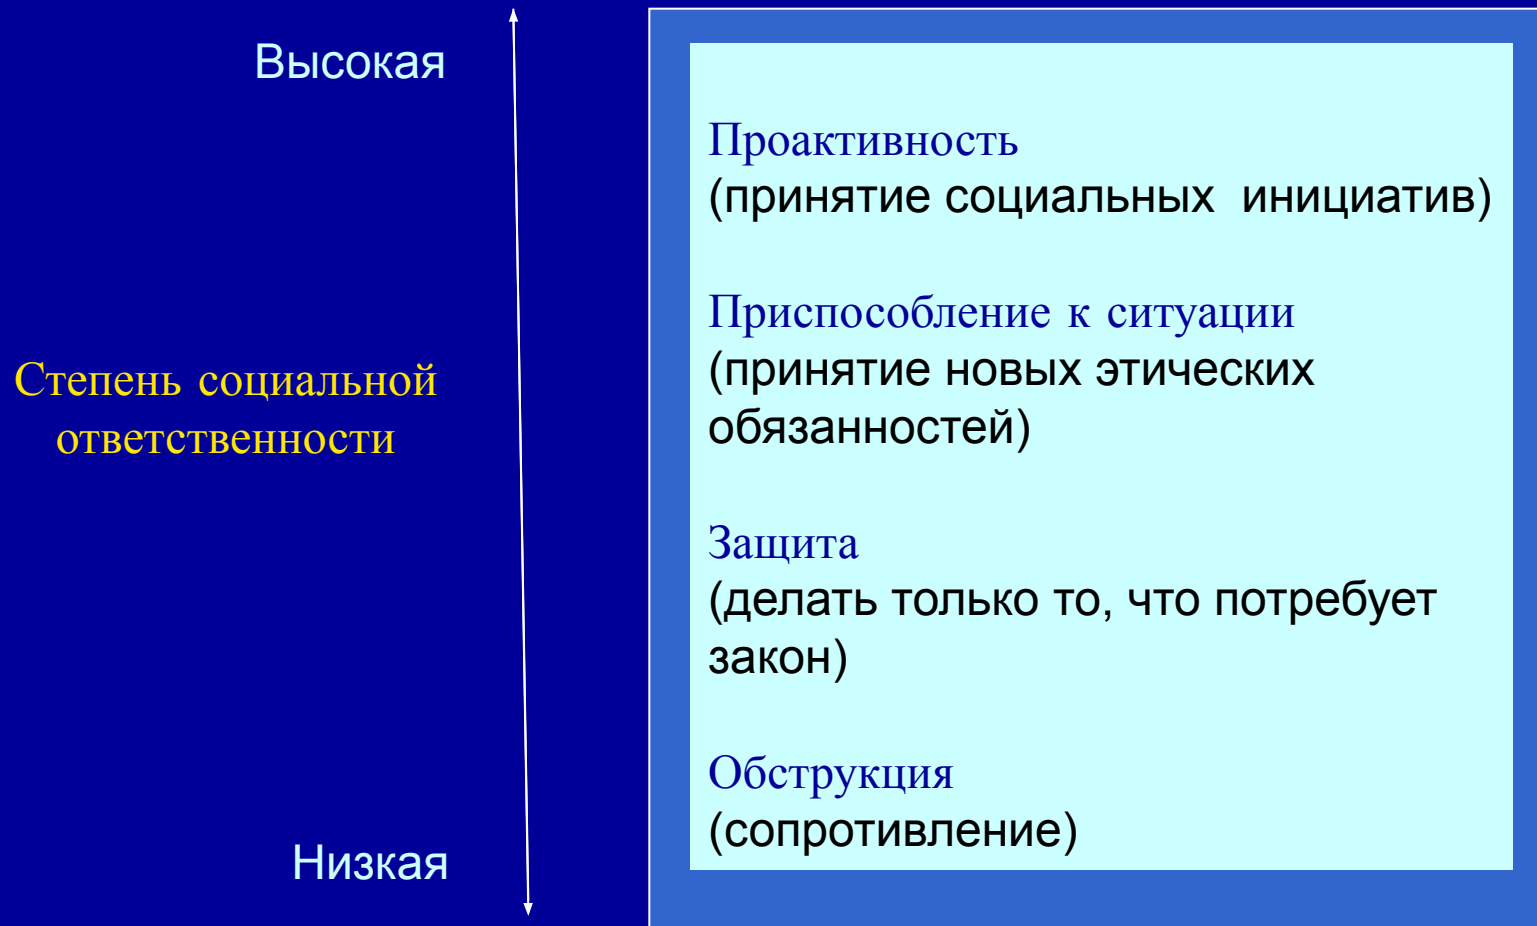 Высокая
Степень социальной
ответственности
Низкая
Проактивность
(принятие социальных инициатив)
Приспособление к ситуации
(принятие новых этических
обязанностей)
Защита
(делать только то, что потребует
закон)
Обструкция
(сопротивление)